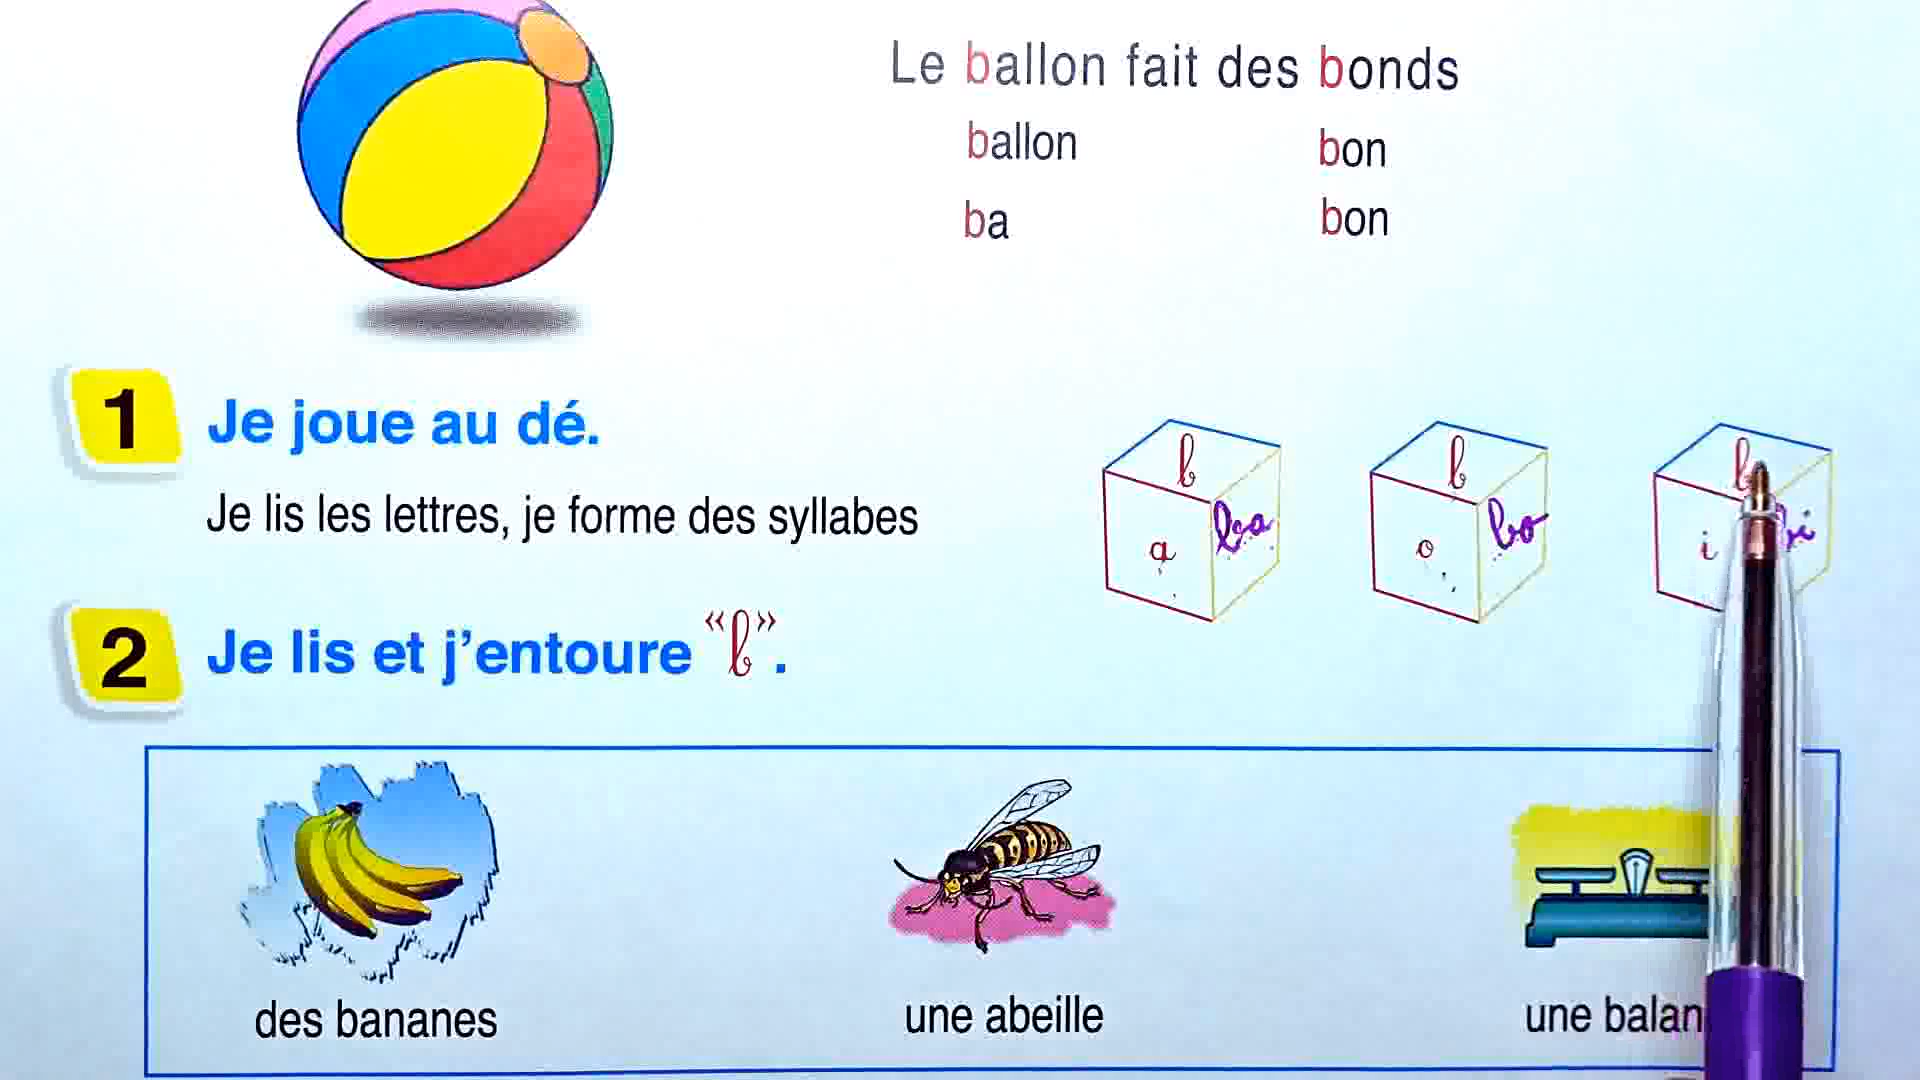 Le ballon fait des bonds
ballon bon
ba bon
1 Je joue au dé.
Je lis les lettres, je forme des syllabes
b b b
a ba o bo i bi
2 Je lis et j’entoure “b”.
des bananes une abeille une balan